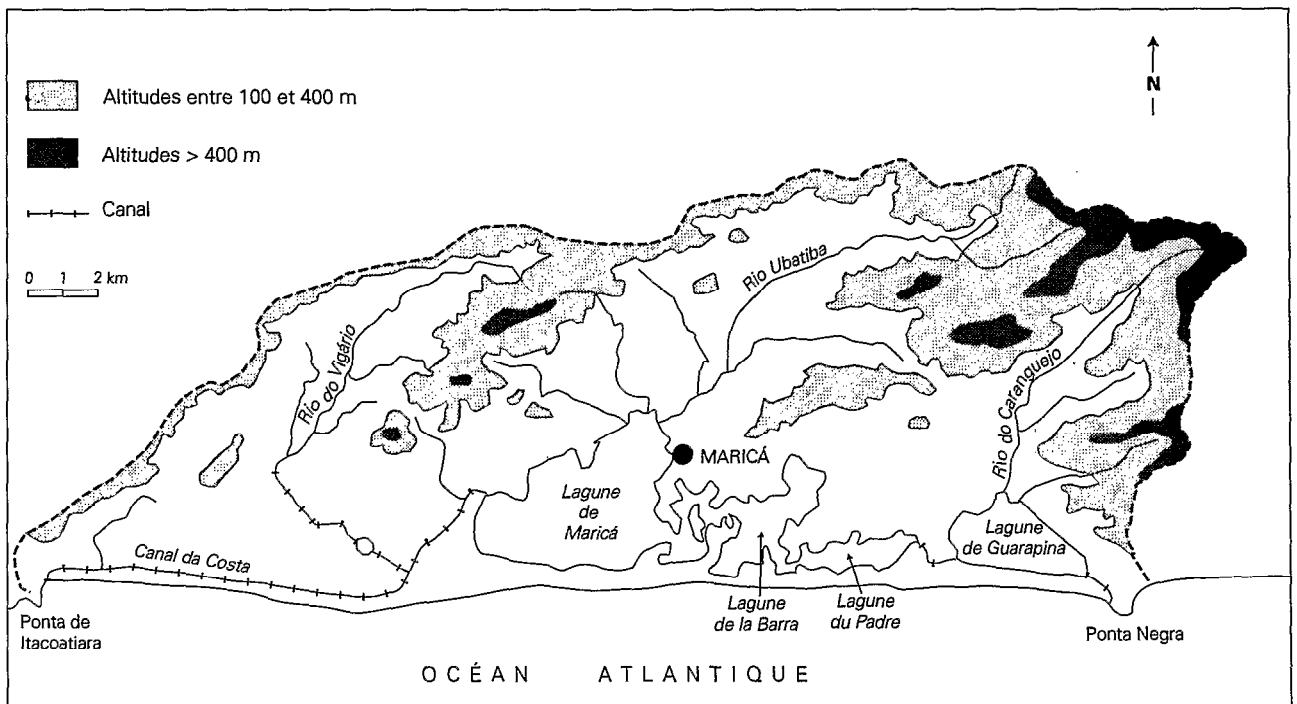 N
Altitudes entre 100 et 400 m
Altitudes > 400 m
Canal
0 1 2 km
Rio Ubatiba
Rio do Vigário
Rio do Caranguejo
MARICÁ
Lagune
de
Maricá
Lagune
de Guarapina
Canal da Costa
Lagune
de la Barra
Lagune
du Padre
Ponta de
Itacoatiara
Ponta Negra
OCÉAN ATLANTIQUE